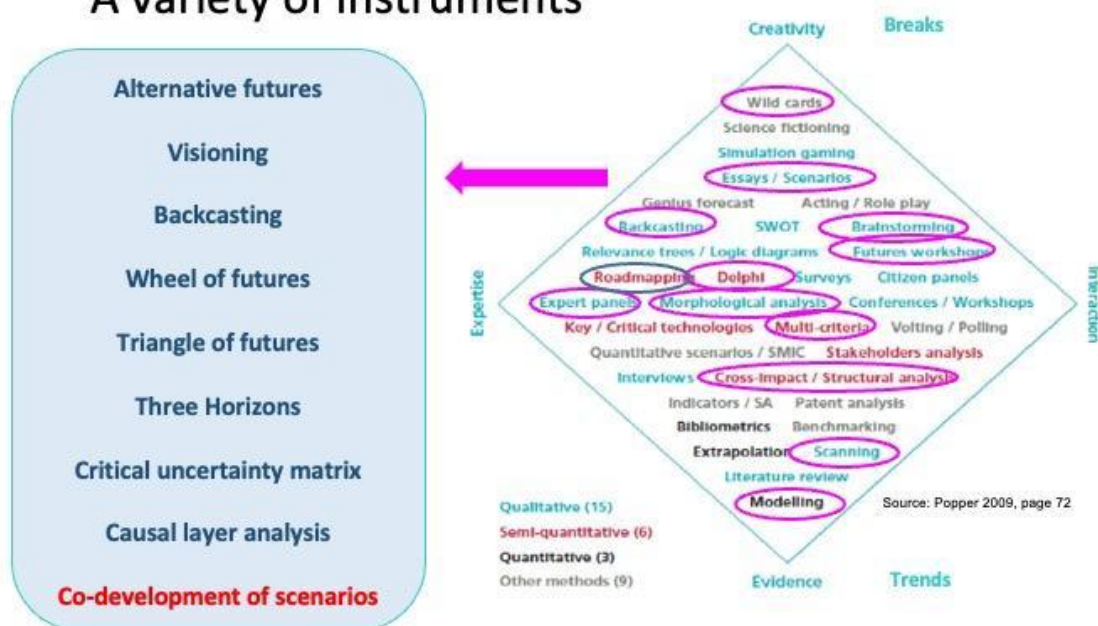 A variety of instruments
Alternative futures
Visioning
Backcasting
Wheel of futures
Triangle of futures
Three Horizons
Critical uncertainty matrix
Causal layer analysis
Co-development of scenarios
Creativity
Breaks
Wild cards
Science fictioning
Simulation gaming
Essays / Scenarios
Genius forecast Acting / Role play
Backcasting SWOT Brainstorming
Relevance trees / Logic diagrams Futures workshops
Roadmapping Delphi Surveys Citizen panels
Expert panels Morphological analysis Conferences / Workshops
Key / Critical technologies Multi-criteria Volting / Polling
Quantitative scenarios / SMIC Stakeholders analysis
Interviews Cross-impact / Structural analysis
Indicators / SA Patent analysis
Bibliometrics Benchmarking
Extrapolation Scanning
Literature review
Modelling
Expertise
Interaction
Evidence
Trends
Qualitative (15)
Semi-quantitative (6)
Quantitative (3)
Other methods (9)
Source: Popper 2009, page 72